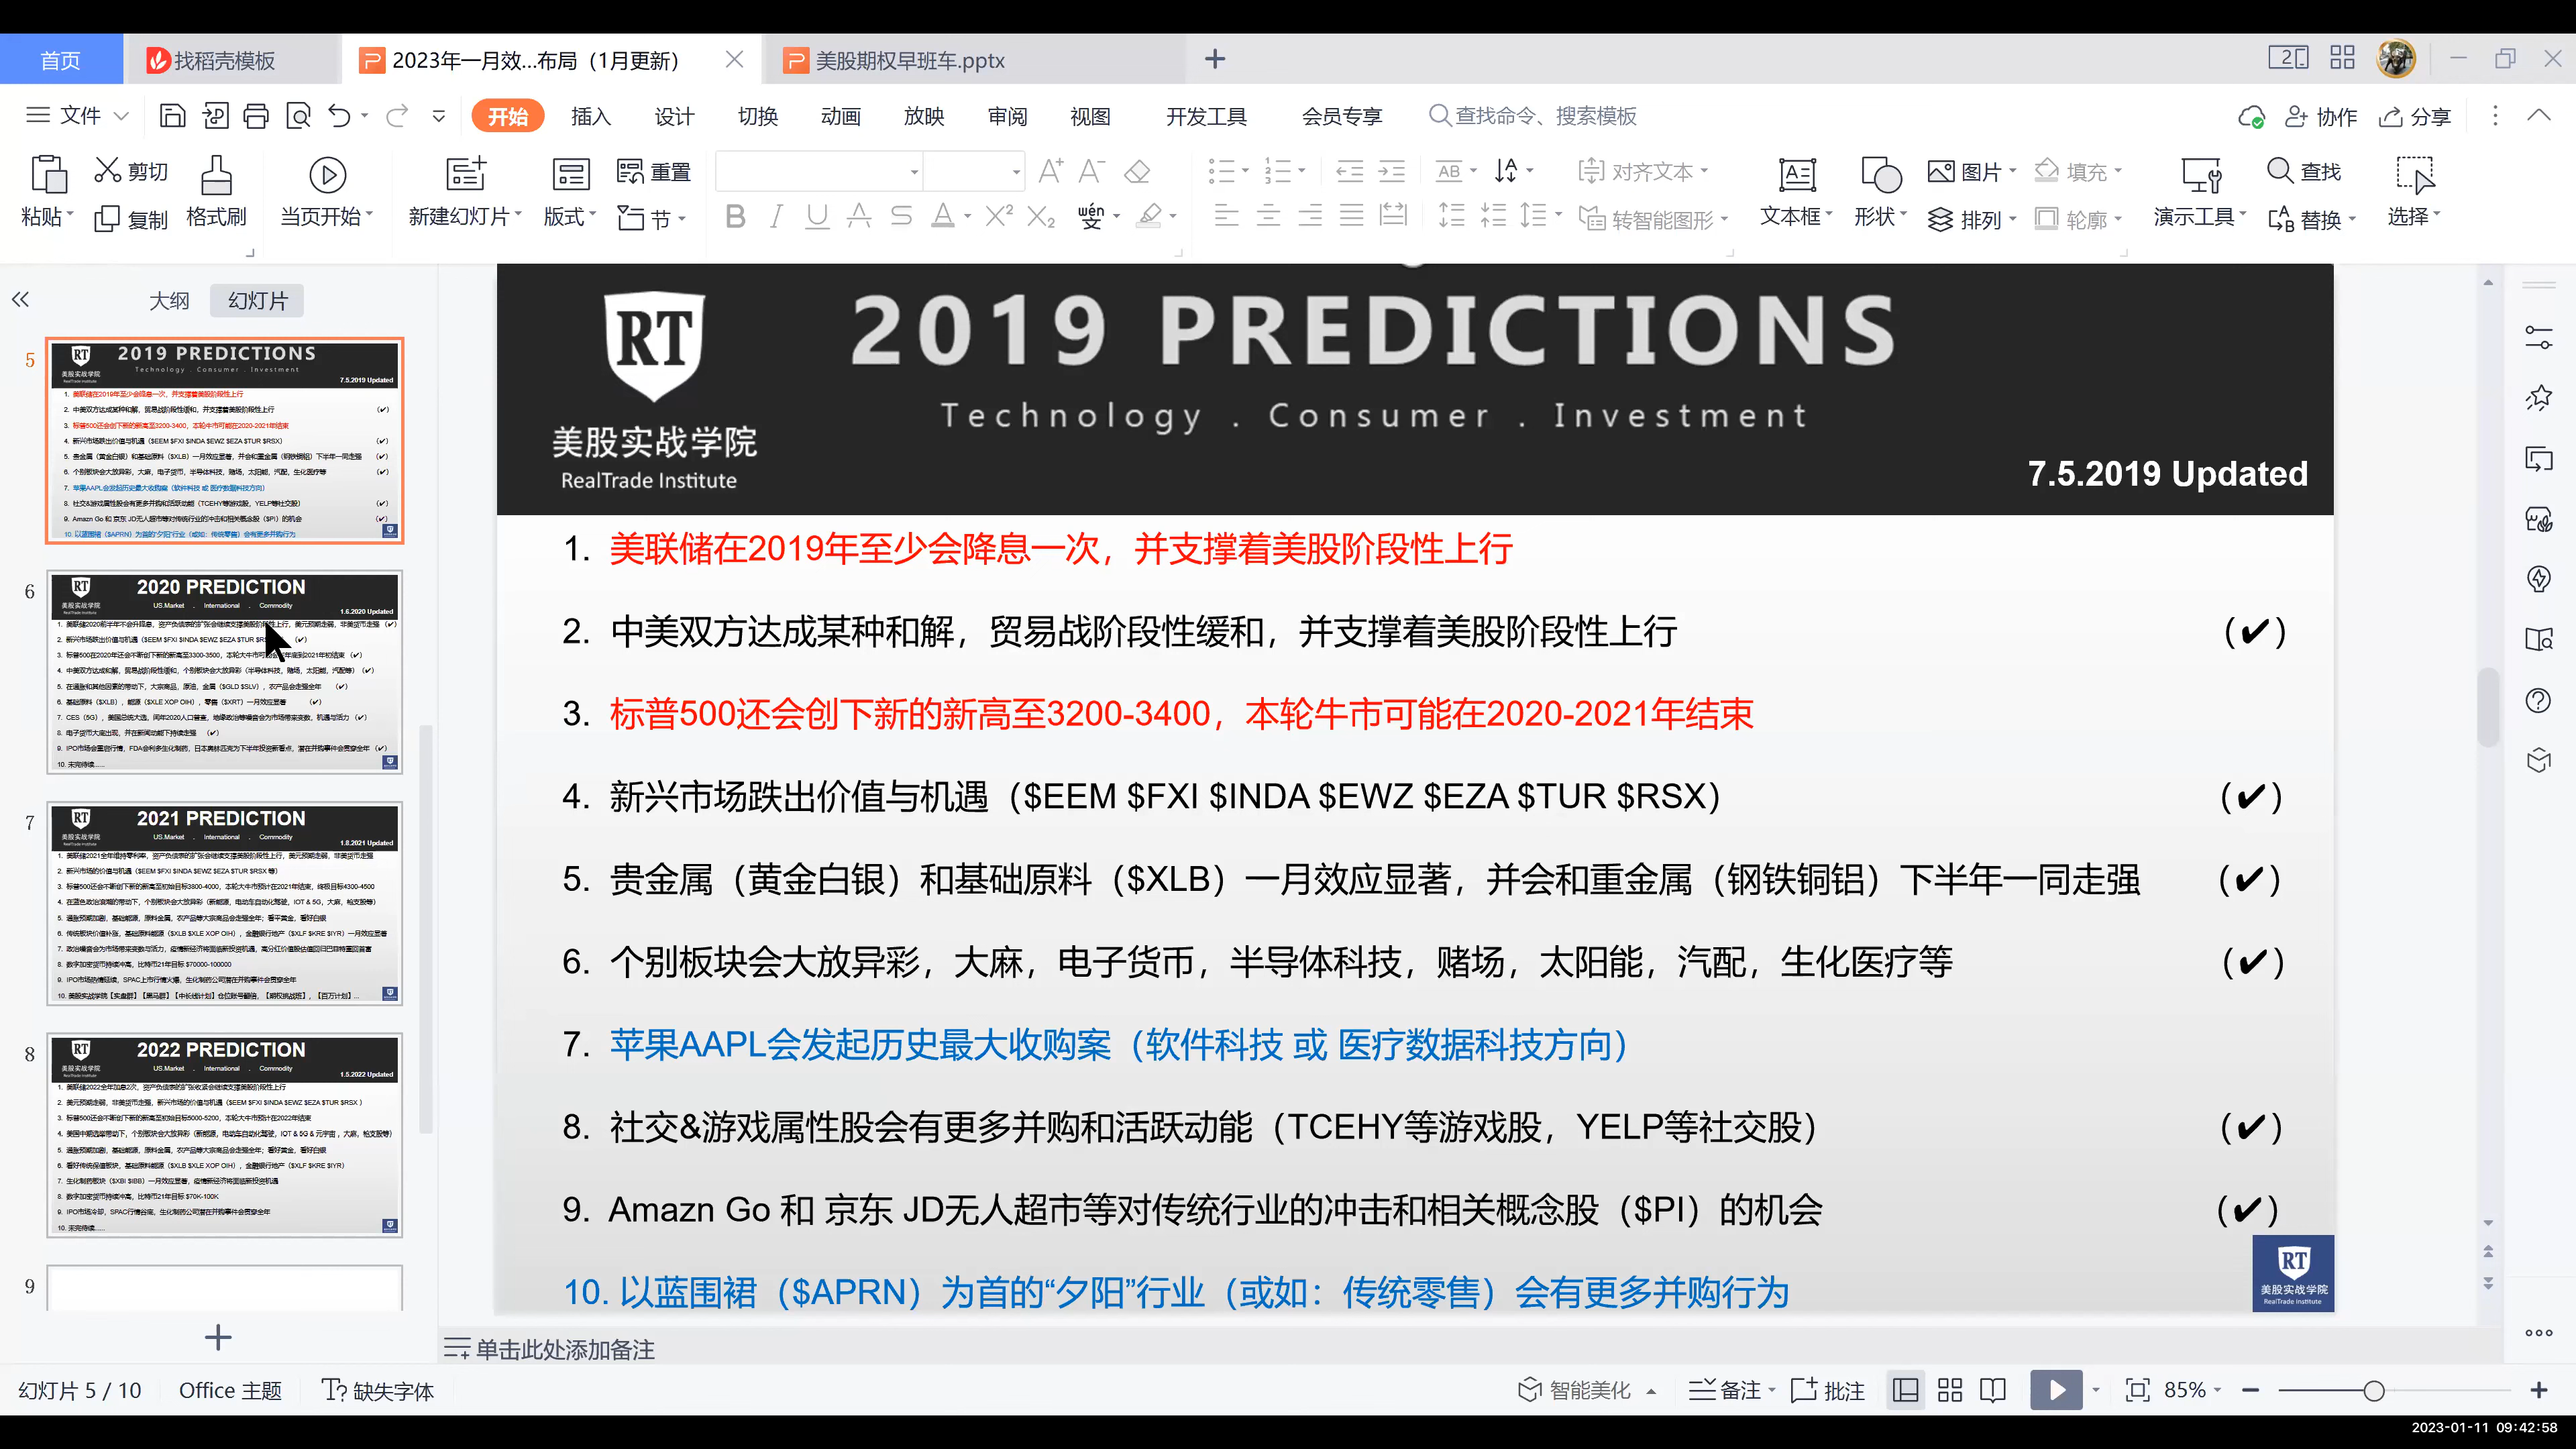 首页
找稻壳模板
2023年一月效...布局（1月更新）
美股期权早班车.pptx
文件
开始
插入
设计
切换
动画
放映
审阅
视图
开发工具
会员专享
查找命令、搜索模板
协作
分享
粘贴
剪切
复制
格式刷
当页开始
新建幻灯片
版式
重置
节
对齐文本
转智能图形
文本框
形状
图片
排列
填充
轮廓
演示工具
查找
替换
选择
大纲
幻灯片
5
6
7
8
9
2020 PREDICTION
1.6.2020 Updated
2021 PREDICTION
1.8.2021 Updated
2022 PREDICTION
1.5.2022 Updated
RT
美股实战学院
RealTrade Institute
2019 PREDICTIONS
Technology . Consumer . Investment
7.5.2019 Updated
1. 美联储在2019年至少会降息一次，并支撑着美股阶段性上行
2. 中美双方达成某种和解，贸易战阶段性缓和，并支撑着美股阶段性上行 (✔)
3. 标普500还会创下新的新高至3200-3400，本轮牛市可能在2020-2021年结束
4. 新兴市场跌出价值与机遇（$EEM $FXI $INDA $EWZ $EZA $TUR $RSX） (✔)
5. 贵金属（黄金白银）和基础原料（$XLB）一月效应显著，并会和重金属（钢铁铜铝）下半年一同走强 (✔)
6. 个别板块会大放异彩，大麻，电子货币，半导体科技，赌场，太阳能，汽配，生化医疗等 (✔)
7. 苹果AAPL会发起历史最大收购案（软件科技 或 医疗数据科技方向）
8. 社交&游戏属性股会有更多并购和活跃动能（TCEHY等游戏股，YELP等社交股） (✔)
9. Amazn Go 和 京东 JD无人超市等对传统行业的冲击和相关概念股（$PI）的机会 (✔)
10. 以蓝围裙（$APRN）为首的“夕阳”行业（或如：传统零售）会有更多并购行为
RT
美股实战学院
RealTrade Institute
单击此处添加备注
幻灯片 5 / 10
Office 主题
缺失字体
智能美化
备注
批注
85%
2023-01-11 09:42:58